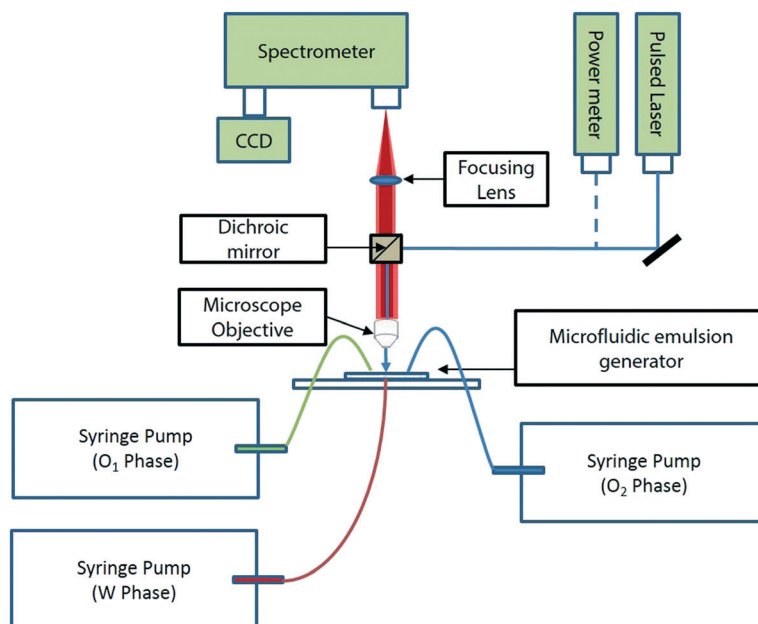 Spectrometer
CCD
Power meter
Pulsed Laser
Focusing
Lens
Dichroic
mirror
Microscope
Objective
Microfluidic emulsion
generator
Syringe Pump
(O₁ Phase)
Syringe Pump
(O₂ Phase)
Syringe Pump
(W Phase)